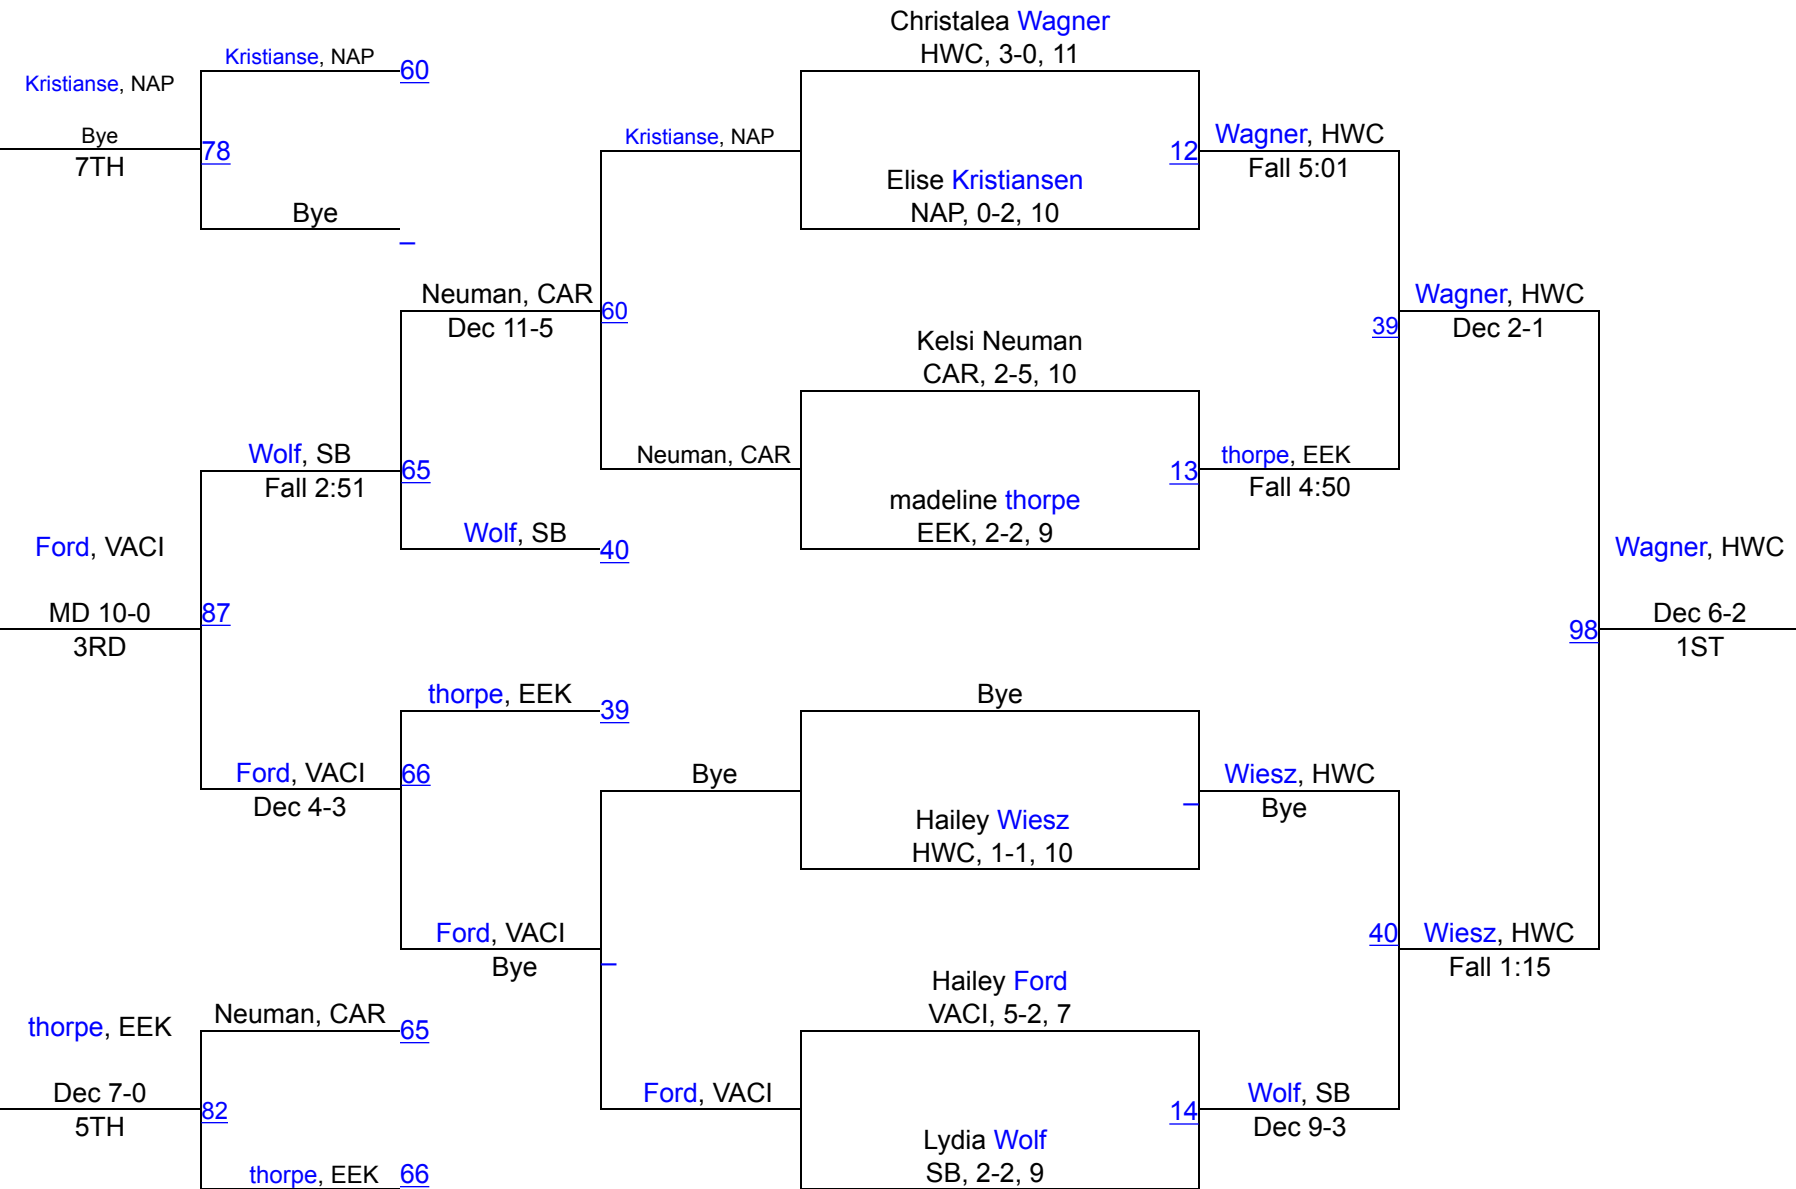 Christalea Wagner
HWC, 3-0, 11
Kristianse, NAP
60
Kristianse, NAP
Bye
78
7TH
Bye
–
Kristianse, NAP
12
Wagner, HWC
Fall 5:01
Elise Kristiansen
NAP, 0-2, 10
Neuman, CAR
60
Dec 11-5
Wagner, HWC
39
Dec 2-1
Kelsi Neuman
CAR, 2-5, 10
Wolf, SB
65
Fall 2:51
Neuman, CAR
13
thorpe, EEK
Fall 4:50
madeline thorpe
EEK, 2-2, 9
Wolf, SB
40
Ford, VACI
MD 10-0
87
3RD
Wagner, HWC
98
Dec 6-2
1ST
thorpe, EEK
39
Bye
Ford, VACI
66
Dec 4-3
Bye
–
Wiesz, HWC
Bye
Hailey Wiesz
HWC, 1-1, 10
Ford, VACI
–
Bye
40
Wiesz, HWC
Fall 1:15
Hailey Ford
VACI, 5-2, 7
Neuman, CAR
65
thorpe, EEK
Dec 7-0
82
5TH
Ford, VACI
14
Wolf, SB
Dec 9-3
Lydia Wolf
SB, 2-2, 9
thorpe, EEK
66